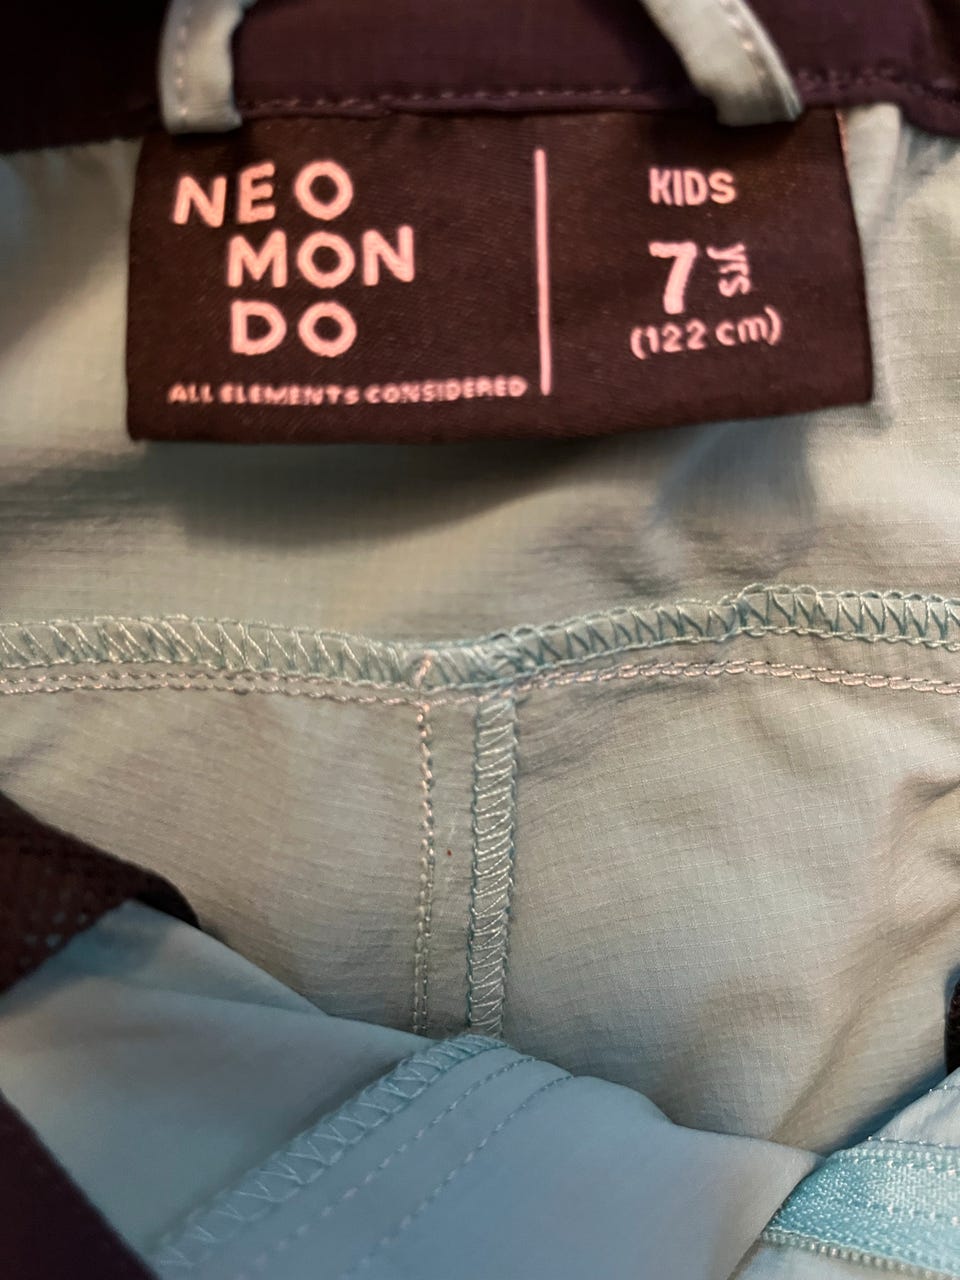 NEO
MON
DO
ALL ELEMENTS CONSIDERED
KIDS
7 yrs
(122 cm)